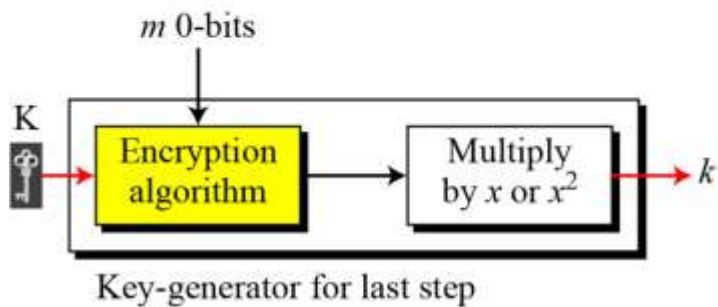 m 0-bits
K
Encryption
algorithm
Multiply
by x or x²
k
Key-generator for last step